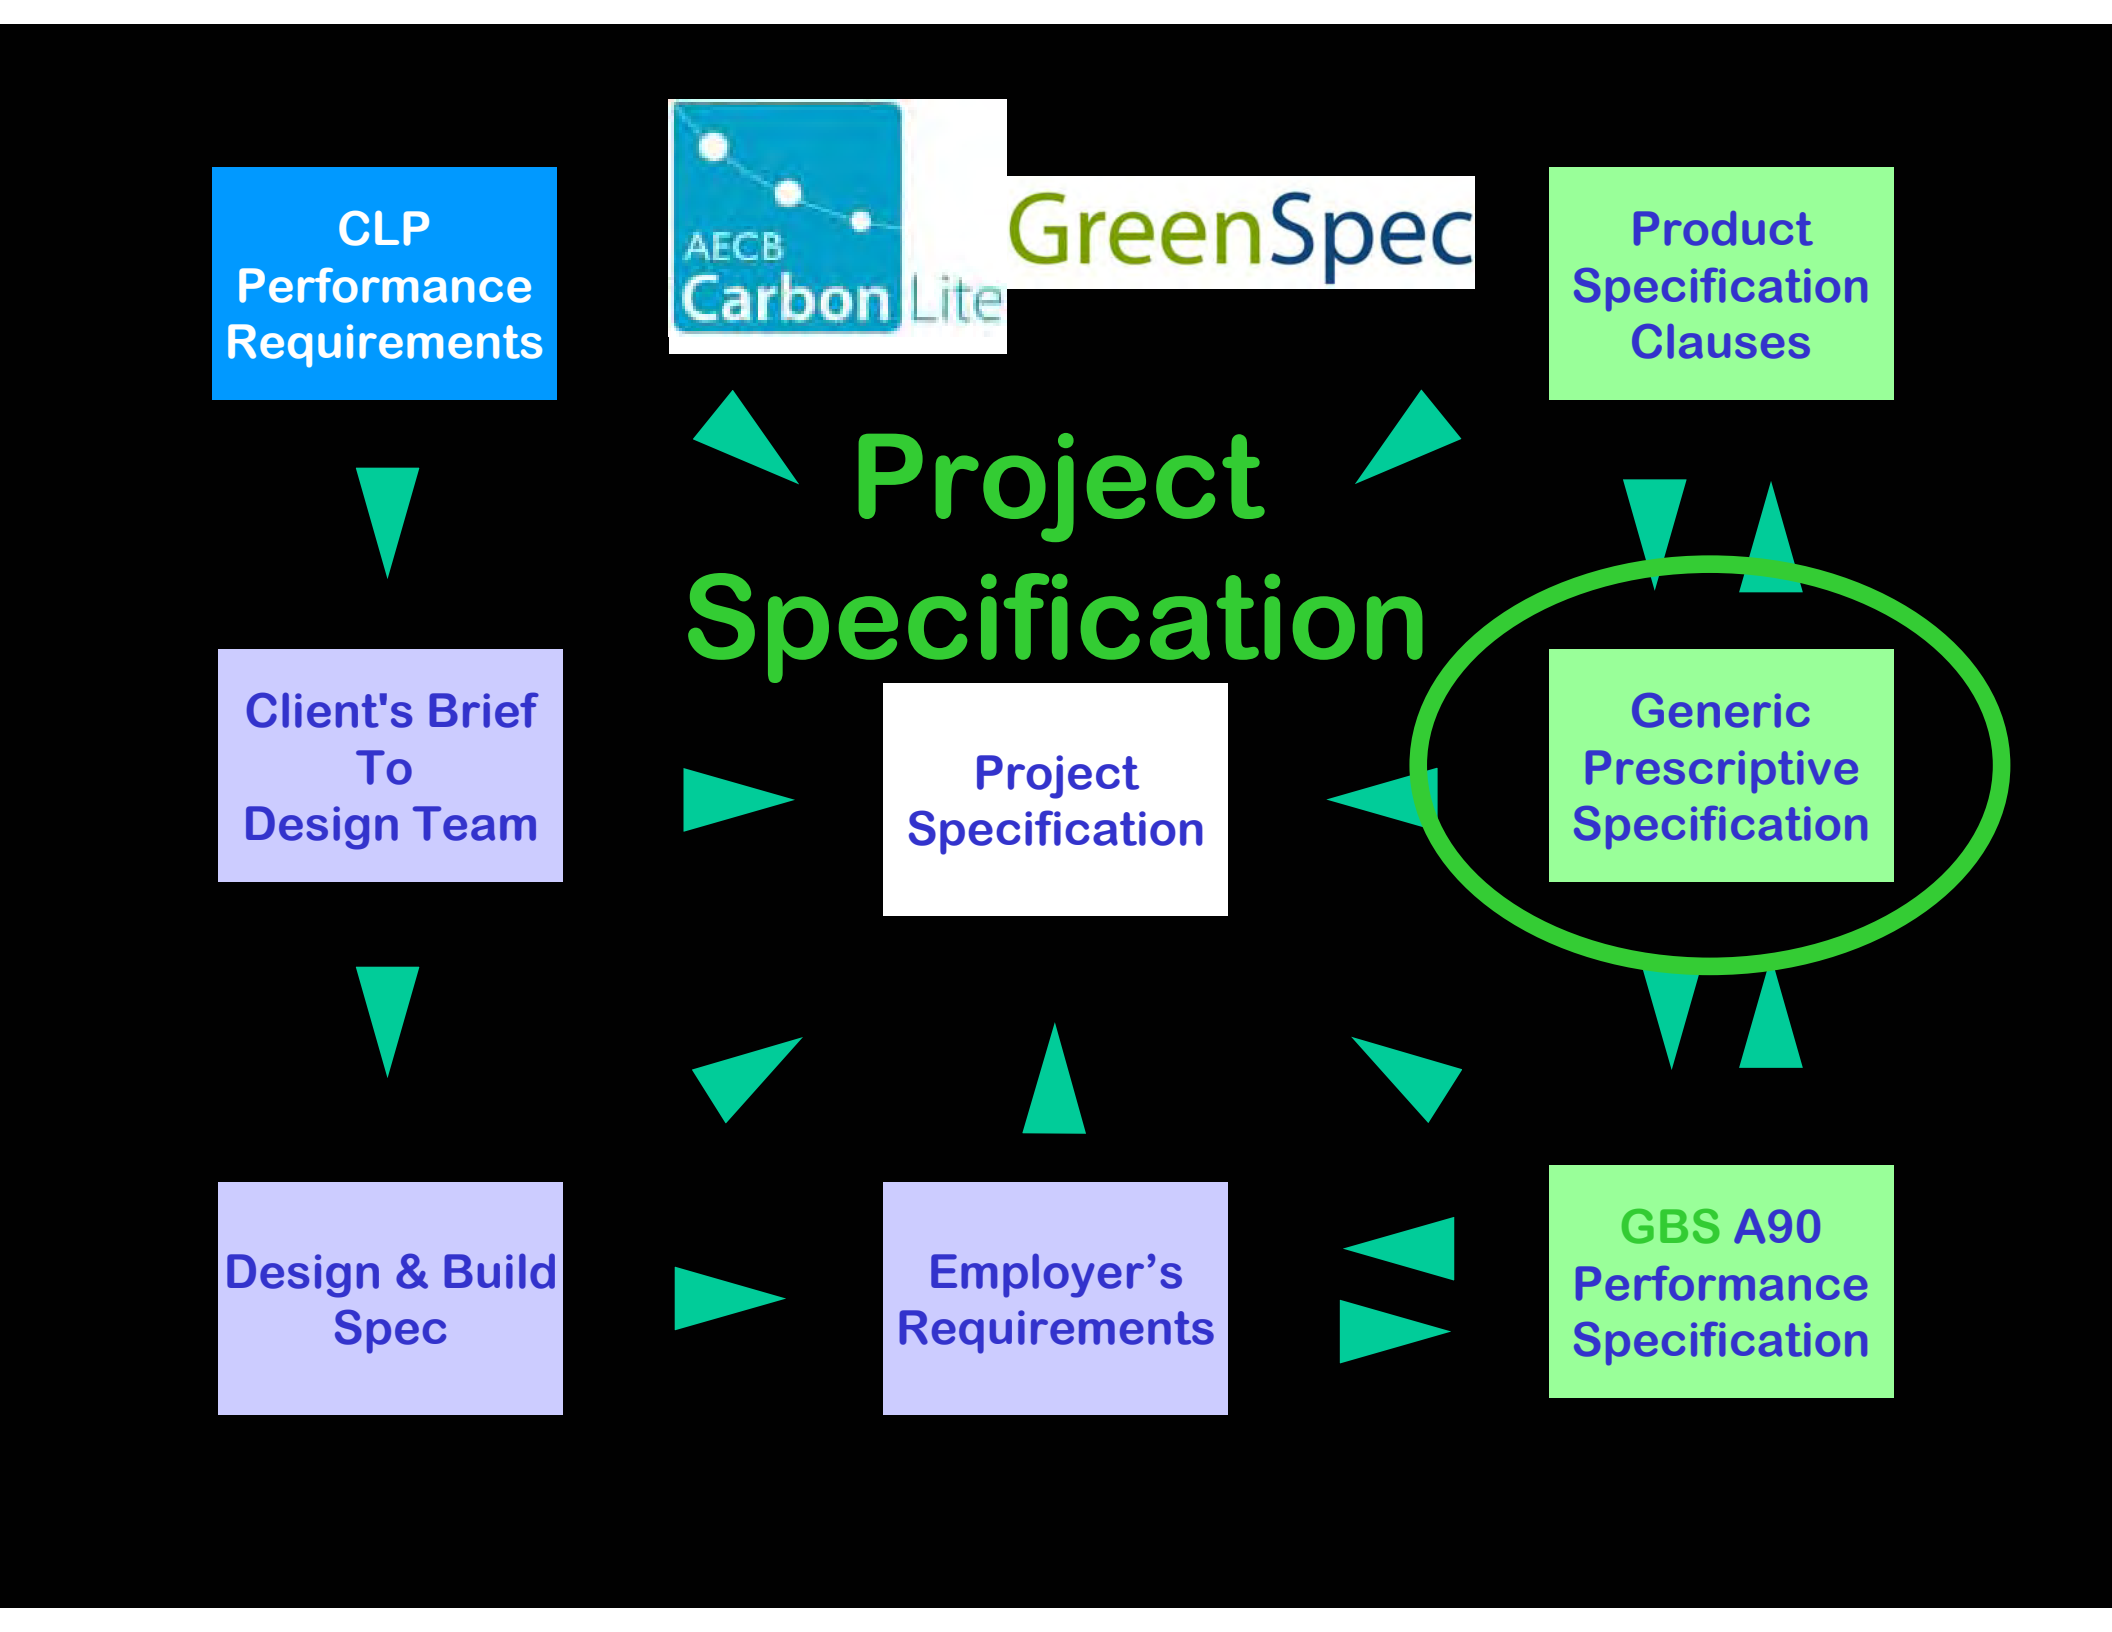 CLP
Performance
Requirements
AECB
Carbon Lite
GreenSpec
Product
Specification
Clauses
Project
Specification
Client's Brief
To
Design Team
Project
Specification
Generic
Prescriptive
Specification
Design & Build
Spec
Employer’s
Requirements
GBS A90
Performance
Specification